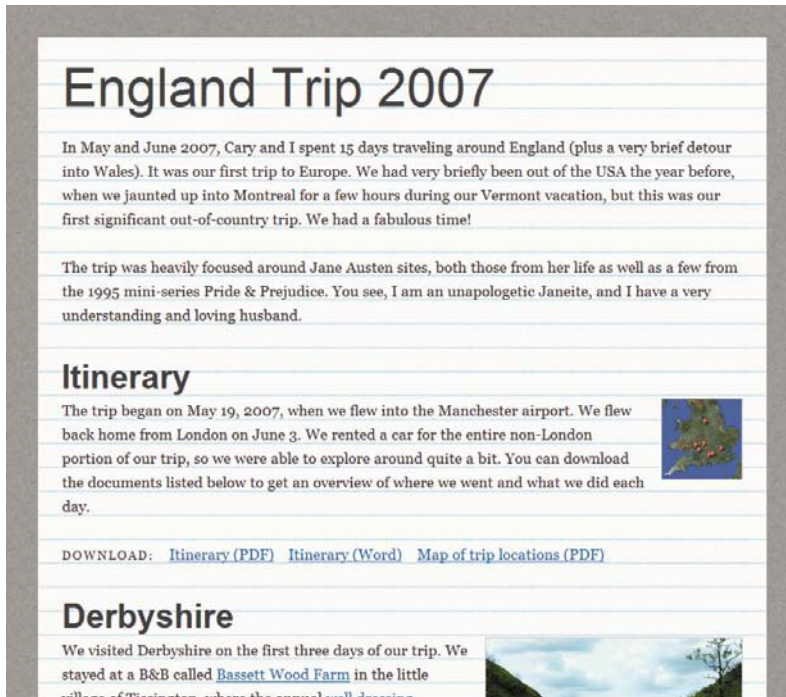 England Trip 2007
In May and June 2007, Cary and I spent 15 days traveling around England (plus a very brief detour
into Wales). It was our first trip to Europe. We had very briefly been out of the USA the year before,
when we jaunted up into Montreal for a few hours during our Vermont vacation, but this was our
first significant out-of-country trip. We had a fabulous time!
The trip was heavily focused around Jane Austen sites, both those from her life as well as a few from
the 1995 mini-series Pride & Prejudice. You see, I am an unapologetic Janeite, and I have a very
understanding and loving husband.
Itinerary
The trip began on May 19, 2007, when we flew into the Manchester airport. We flew
back home from London on June 3. We rented a car for the entire non-London
portion of our trip, so we were able to explore around quite a bit. You can download
the documents listed below to get an overview of where we went and what we did each
day.
DOWNLOAD: Itinerary (PDF) Itinerary (Word) Map of trip locations (PDF)
Derbyshire
We visited Derbyshire on the first three days of our trip. We
stayed at a B&B called Bassett Wood Farm in the little
village of Tissington, where the annual well dressing